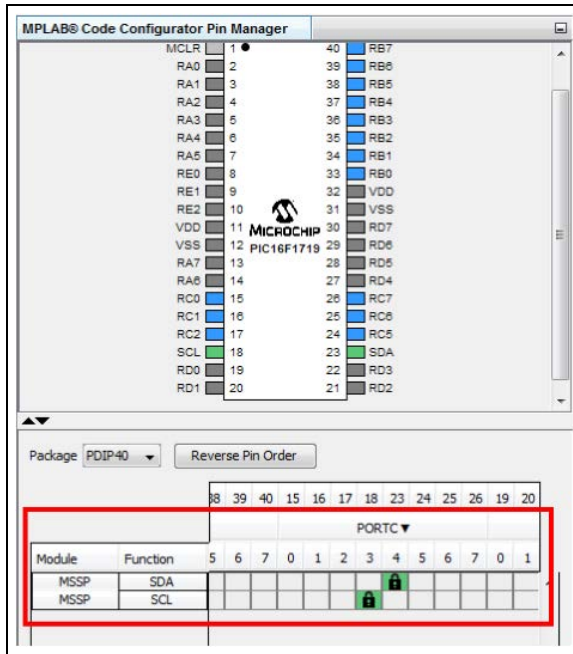 MPLAB® Code Configurator Pin Manager
MCLR 1 40 RB7
RA0 2 39 RB6
RA1 3 38 RB5
RA2 4 37 RB4
RA3 5 36 RB3
RA4 6 35 RB2
RA5 7 34 RB1
RE0 8 33 RB0
RE1 9 32 VDD
RE2 10 31 VSS
VDD 11 MICROCHIP 30 RD7
VSS 12 PIC16F1719 29 RD6
RA7 13 28 RD5
RA6 14 27 RD4
RC0 15 26 RC7
RC1 16 25 RC6
RC2 17 24 RC5
SCL 18 23 SDA
RD0 19 22 RD3
RD1 20 21 RD2
Package PDIP40 Reverse Pin Order
38 39 40 15 16 17 18 23 24 25 26 19 20
PORTC▼
Module Function 5 6 7 0 1 2 3 4 5 6 7 0 1
MSSP SDA
MSSP SCL